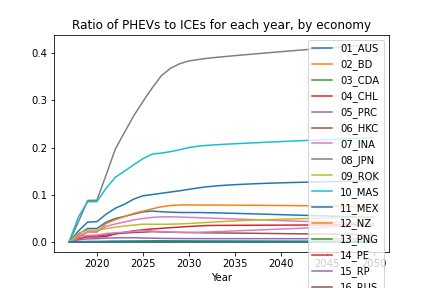 Ratio of PHEVs to ICEs for each year, by economy
0.4
0.3
0.2
0.1
0.0
2020
2025
2030
2035
2040
2045
2050
Year
01_AUS
02_BD
03_CDA
04_CHL
05_PRC
06_HKC
07_INA
08_JPN
09_ROK
10_MAS
11_MEX
12_NZ
13_PNG
14_PE
15_RP
16_RUS